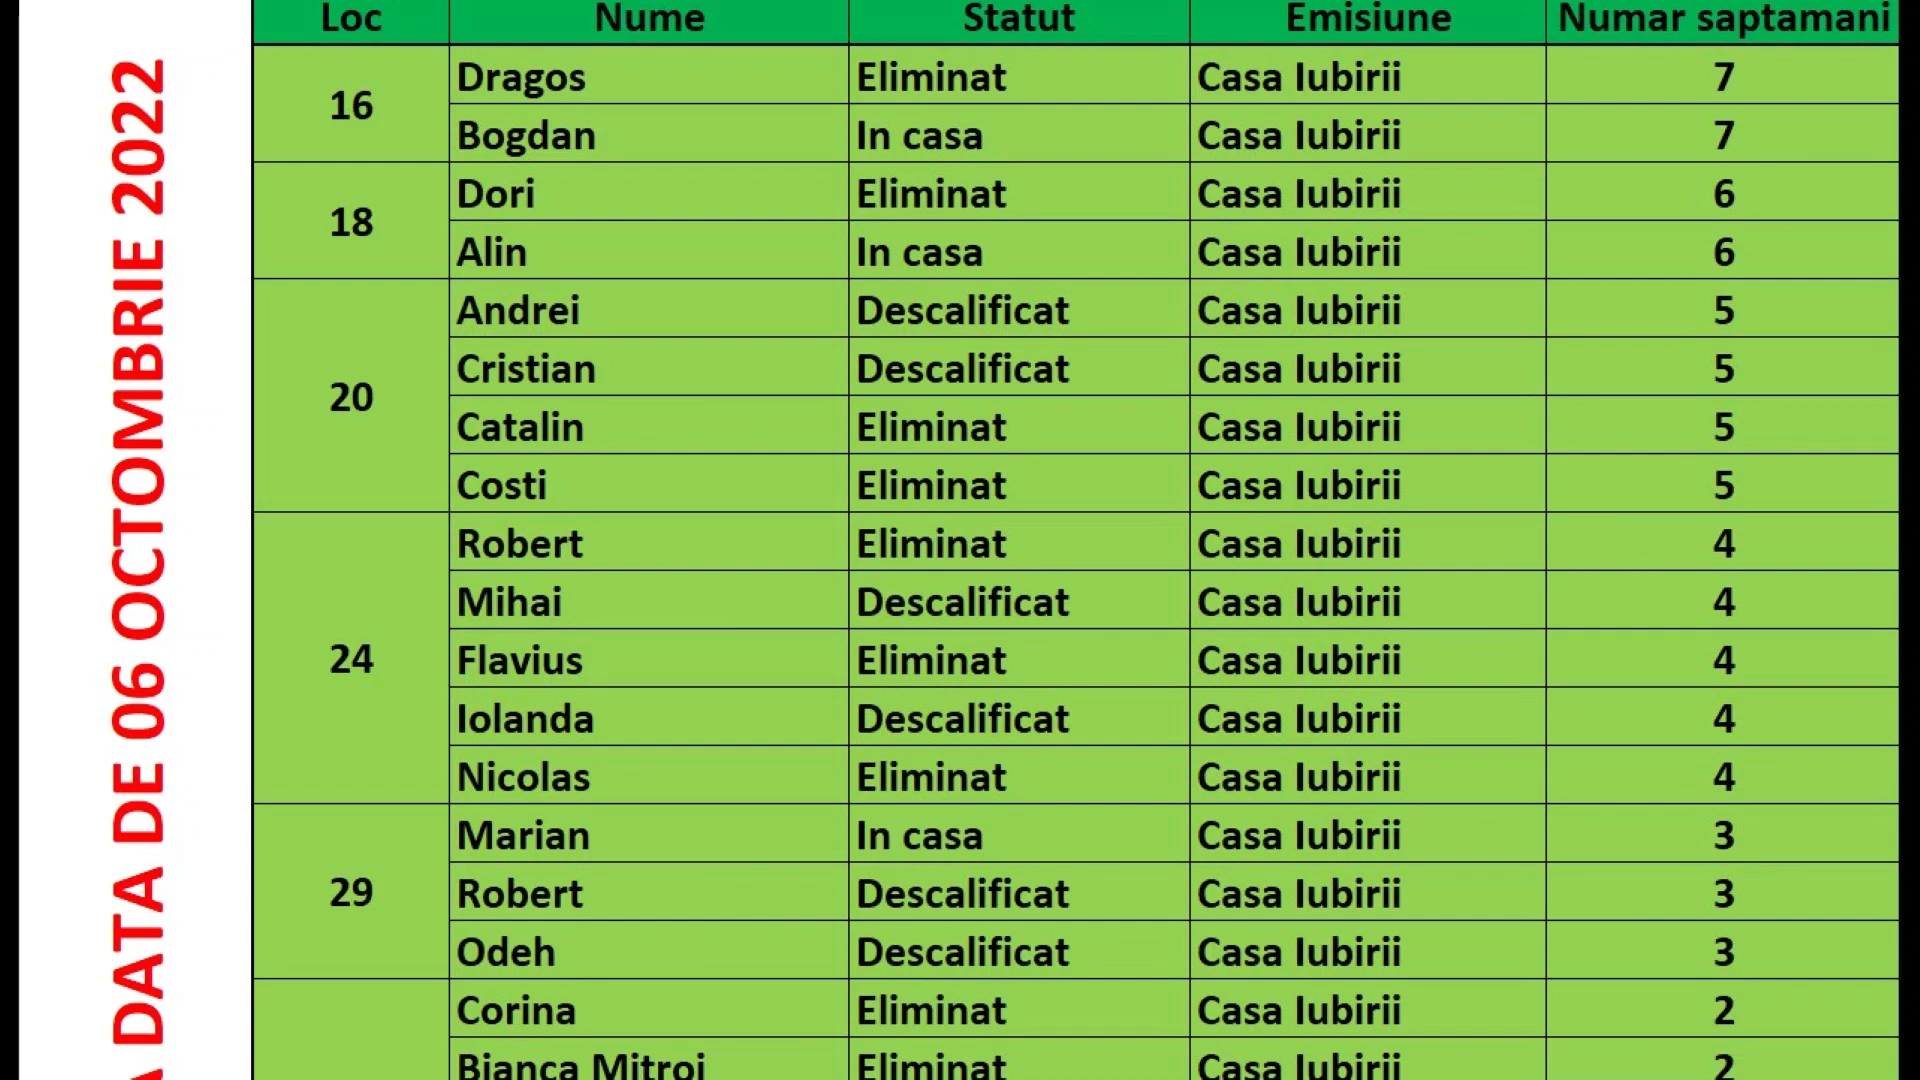 Loc Nume Statut Emisiune Numar saptamani
16 Dragos Eliminat Casa Iubirii 7
Bogdan In casa Casa Iubirii 7
18 Dori Eliminat Casa Iubirii 6
Alin In casa Casa Iubirii 6
20 Andrei Descalificat Casa Iubirii 5
Cristian Descalificat Casa Iubirii 5
Catalin Eliminat Casa Iubirii 5
Costi Eliminat Casa Iubirii 5
24 Robert Eliminat Casa Iubirii 4
Mihai Descalificat Casa Iubirii 4
Flavius Eliminat Casa Iubirii 4
Iolanda Descalificat Casa Iubirii 4
Nicolas Eliminat Casa Iubirii 4
29 Marian In casa Casa Iubirii 3
Robert Descalificat Casa Iubirii 3
Odeh Descalificat Casa Iubirii 3
Corina Eliminat Casa Iubirii 2
Bianca Mitroi Eliminat Casa Iubirii 2
DATA DE 06 OCTOMBRIE 2022